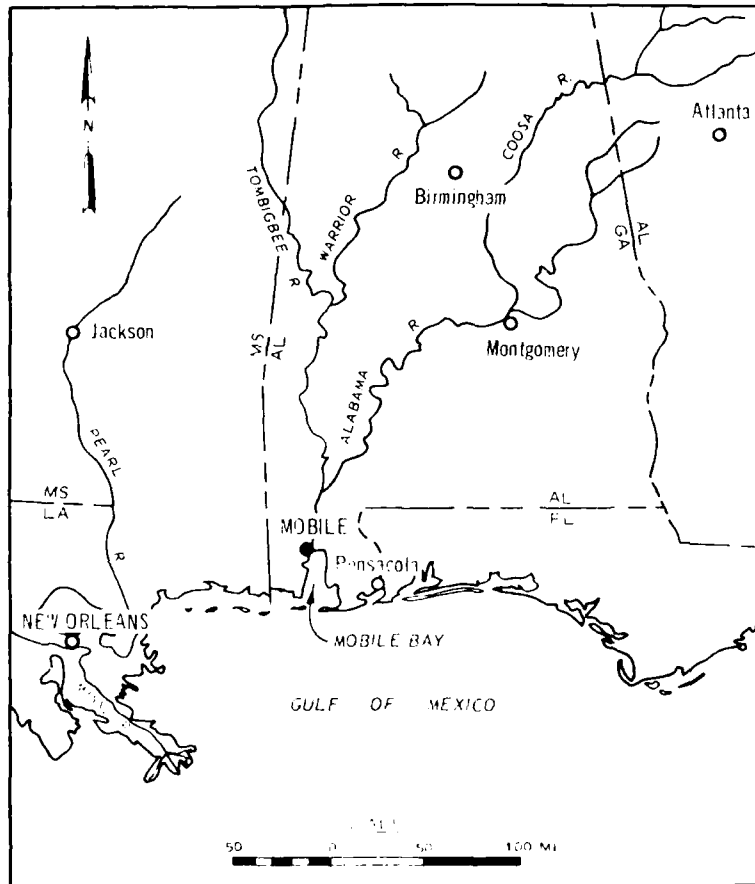 N
Atlanta
COOSA R.
Birmingham
TOMBIGBEE R
WARRIOR R
AL
GA
Jackson
MS
AL
Montgomery
ALABAMA R
PEARL R
MS
LA
AL
FL
MOBILE
Pensacola
NEW ORLEANS
MOBILE BAY
GULF OF MEXICO
50 0 50 100 MI